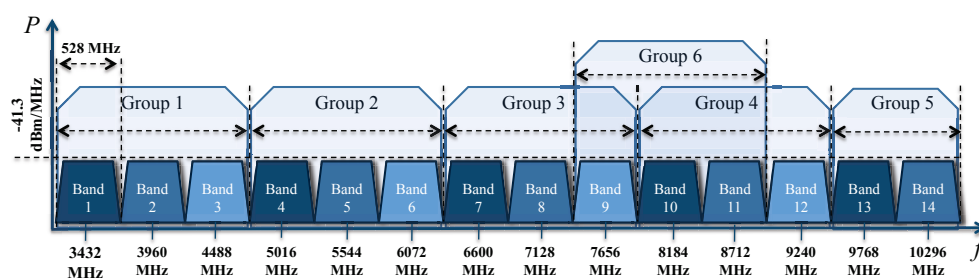 P
528 MHz
Group 6
Group 1 Group 2 Group 3 Group 4 Group 5
-41.3
dBm/MHz
Band Band Band Band Band Band Band Band Band Band Band Band Band Band
1 2 3 4 5 6 7 8 9 10 11 12 13 14
3432 3960 4488 5016 5544 6072 6600 7128 7656 8184 8712 9240 9768 10296 f
MHz MHz MHz MHz MHz MHz MHz MHz MHz MHz MHz MHz MHz MHz